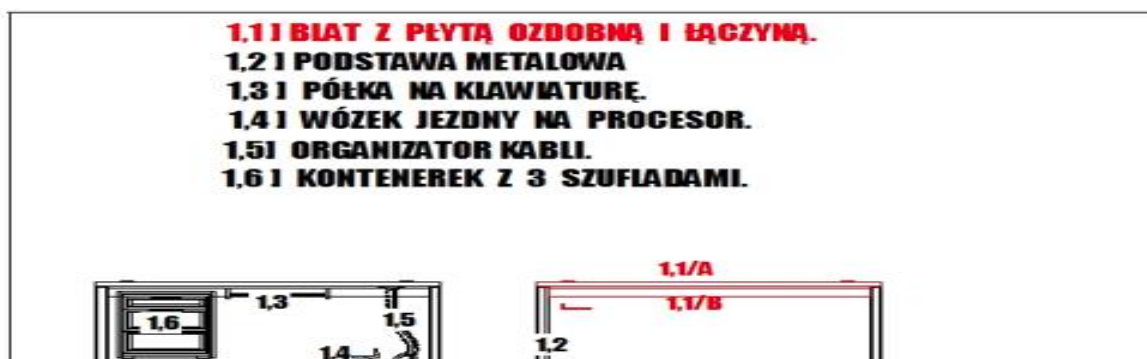 1,1] BLAT Z PŁYTĄ OZDOBNĄ I ŁĄCZYNĄ.
1,2] PODSTAWA METALOWA
1,3] PÓŁKA NA KLAWIATURĘ.
1,4] WÓZEK JEZDNY NA PROCESOR.
1,5] ORGANIZATOR KABLI.
1,6] KONTENEREK Z 3 SZUFLADAMI.
1,1/A
1,3
1,1/B
1,6
1,5
1,2
1,4